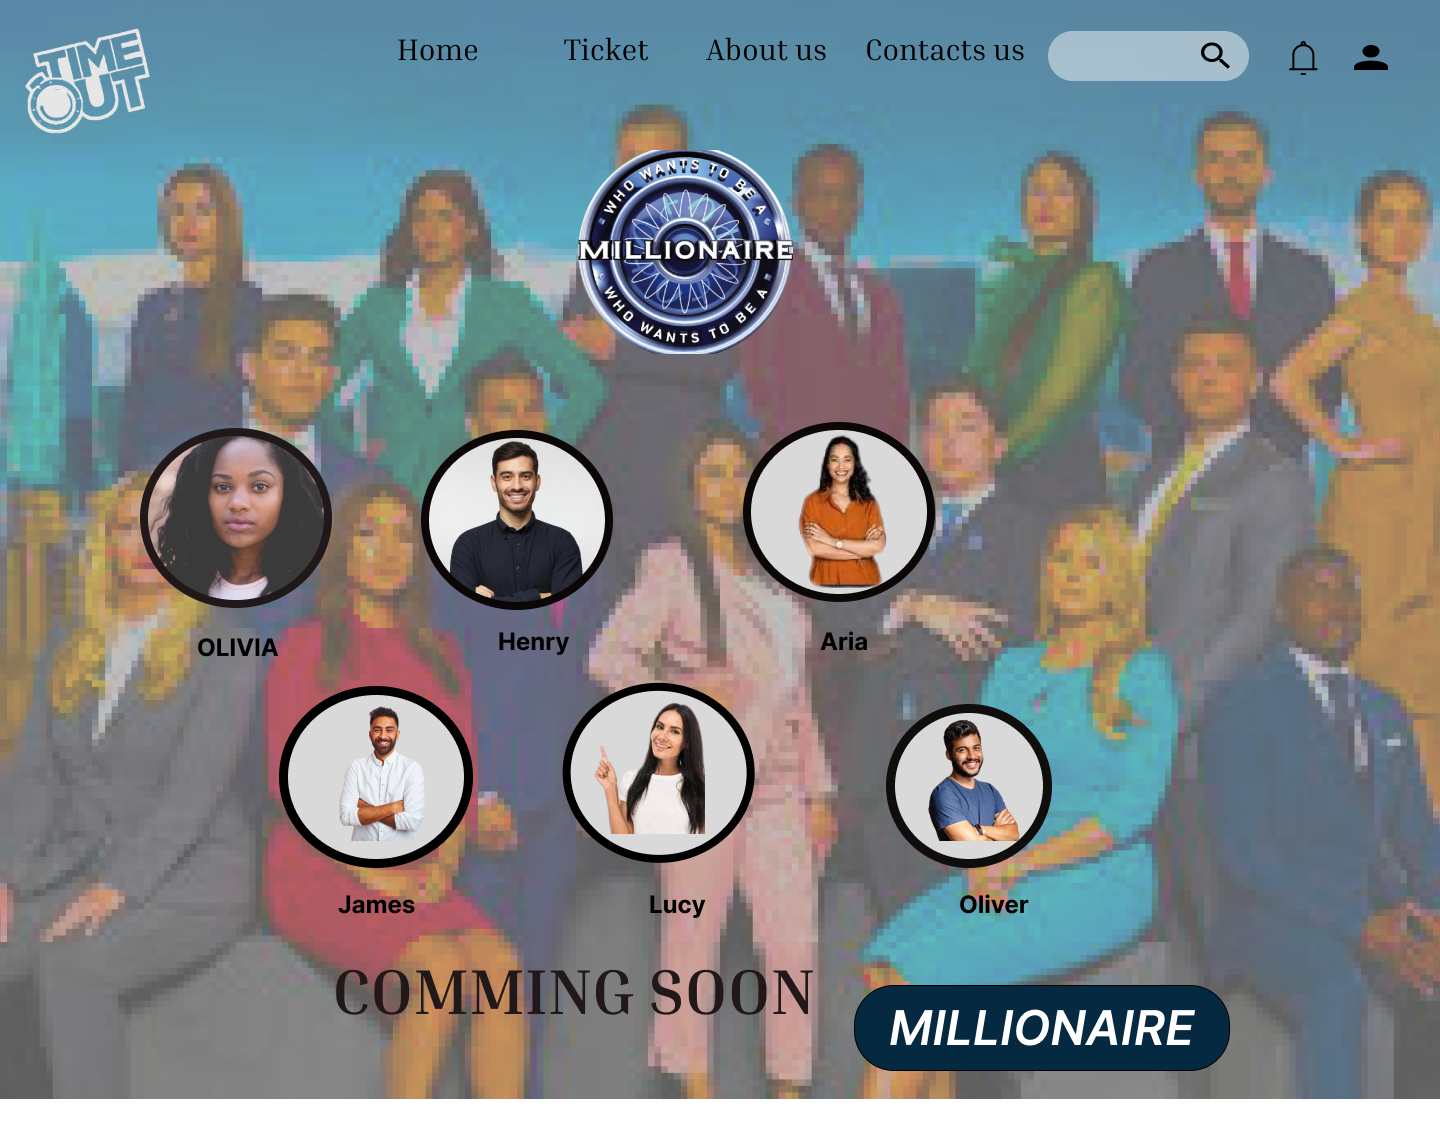 TIME
OUT
Home
Ticket
About us
Contacts us
WHO WANTS TO BE A
MILLIONAIRE
WHO WANTS TO BE A
OLIVIA
Henry
Aria
James
Lucy
Oliver
COMMING SOON
MILLIONAIRE